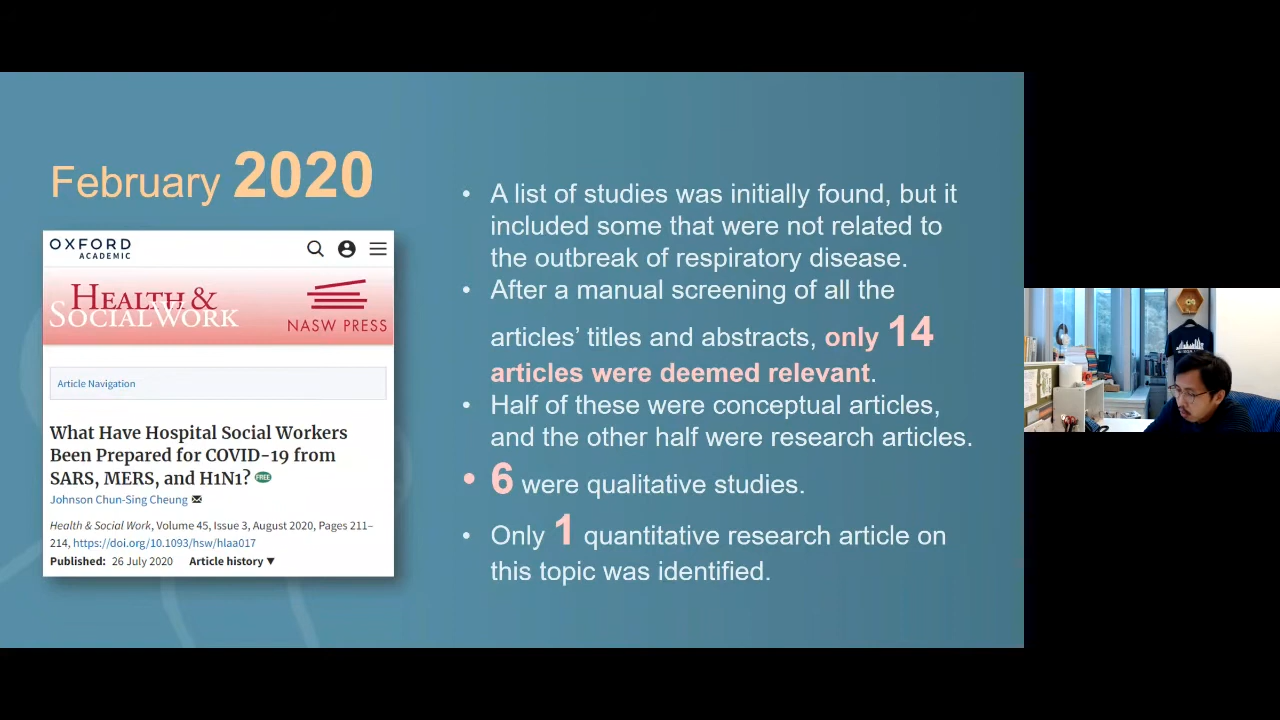 February 2020
OXFORD
ACADEMIC
HEALTH &
SOCIAL WORK
NASW PRESS
Article Navigation
What Have Hospital Social Workers
Been Prepared for COVID-19 from
SARS, MERS, and H1N1? FREE
Johnson Chun-Sing Cheung
Health & Social Work, Volume 45, Issue 3, August 2020, Pages 211–
214, https://doi.org/10.1093/hsw/hlaa017
Published: 26 July 2020 Article history ▼
• A list of studies was initially found, but it
included some that were not related to
the outbreak of respiratory disease.
• After a manual screening of all the
articles’ titles and abstracts, only 14
articles were deemed relevant.
• Half of these were conceptual articles,
and the other half were research articles.
• 6 were qualitative studies.
• Only 1 quantitative research article on
this topic was identified.